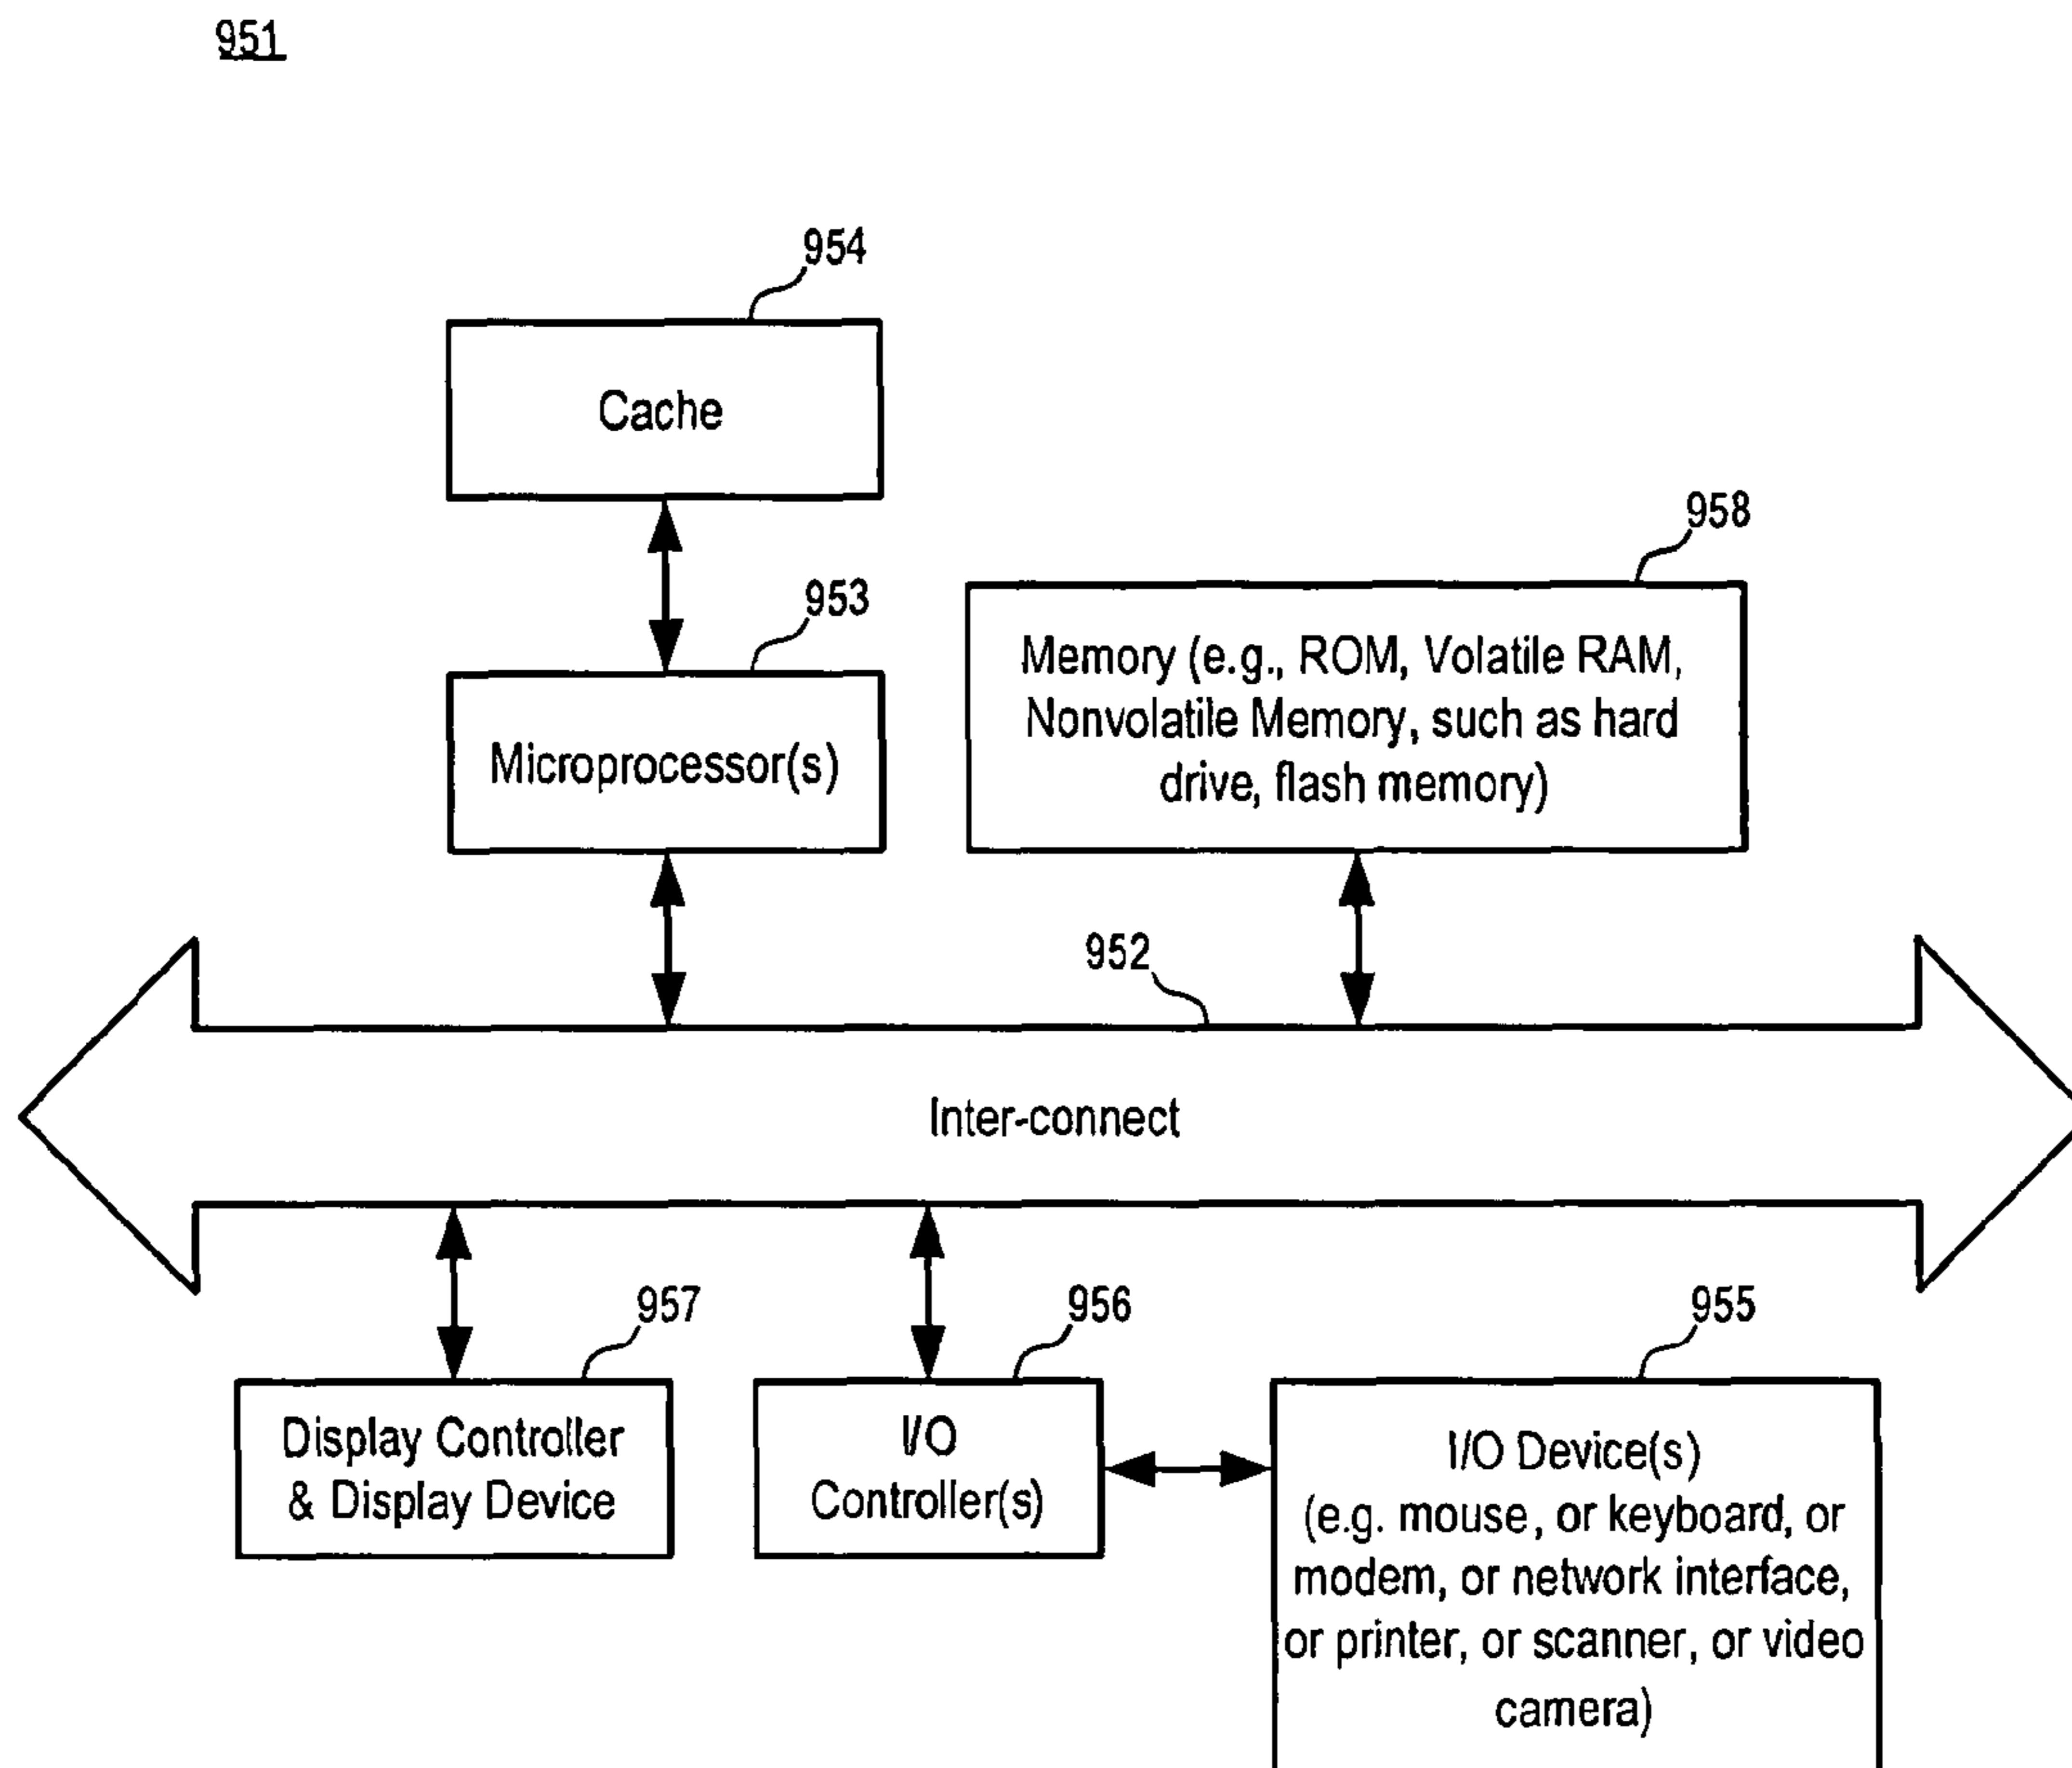 951
954
Cache
958
953
Memory (e.g., ROM, Volatile RAM,
Nonvolatile Memory, such as hard
drive, flash memory)
Microprocessor(s)
952
Inter-connect
957
956
955
Display Controller
& Display Device
I/O
Controller(s)
I/O Device(s)
(e.g. mouse, or keyboard, or
modem, or network interface,
or printer, or scanner, or video
camera)